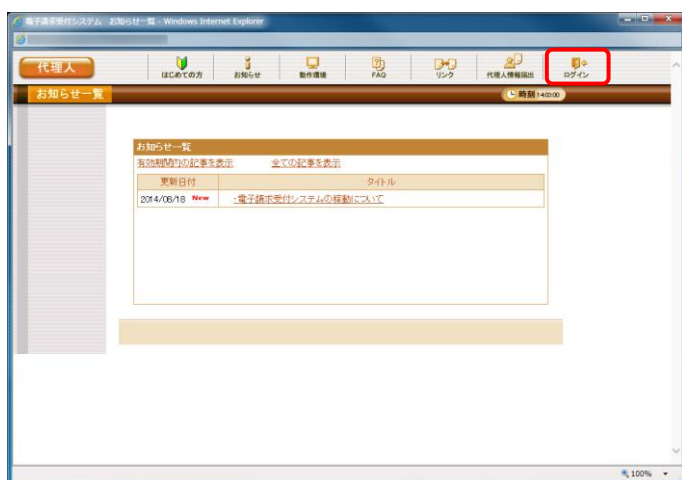 電子請求受付システム お知らせ一覧 - Windows Internet Explorer
代理人
はじめての方 お知らせ 動作環境 FAQ リンク 代理人情報届出 ログイン
お知らせ一覧
時刻 14:03:00
お知らせ一覧
有効期間内の記事を表示 全ての記事を表示
更新日付 タイトル
2014/08/18 New ・電子請求受付システムの稼動について
100%